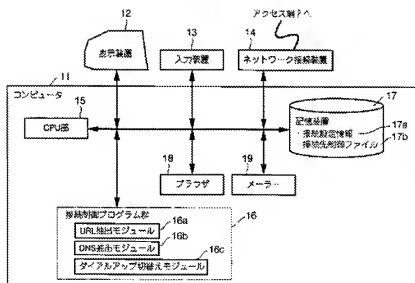 アクセス端末へ
12
表示装置
13
入力装置
14
ネットワーク接続装置
11
コンピュータ
15
CPU部
17
記憶装置
・接続設定情報
17a
・接続先制御ファイル
17b
18
ブラウザ
19
メーラー
接続制御プログラム群
16
URL抽出モジュール
16a
DNS抽出モジュール
16b
ダイアルアップ切替えモジュール
16c